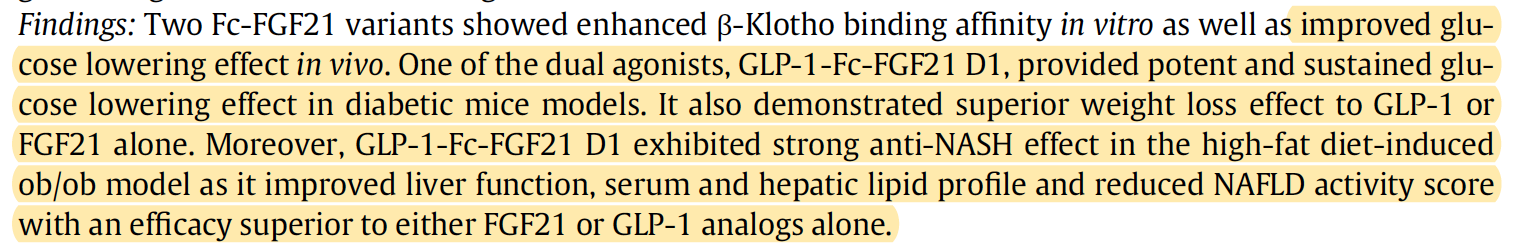 Findings: Two Fc-FGF21 variants showed enhanced β-Klotho binding affinity in vitro as well as improved glu-
cose lowering effect in vivo. One of the dual agonists, GLP-1-Fc-FGF21 D1, provided potent and sustained glu-
cose lowering effect in diabetic mice models. It also demonstrated superior weight loss effect to GLP-1 or
FGF21 alone. Moreover, GLP-1-Fc-FGF21 D1 exhibited strong anti-NASH effect in the high-fat diet-induced
ob/ob model as it improved liver function, serum and hepatic lipid profile and reduced NAFLD activity score
with an efficacy superior to either FGF21 or GLP-1 analogs alone.